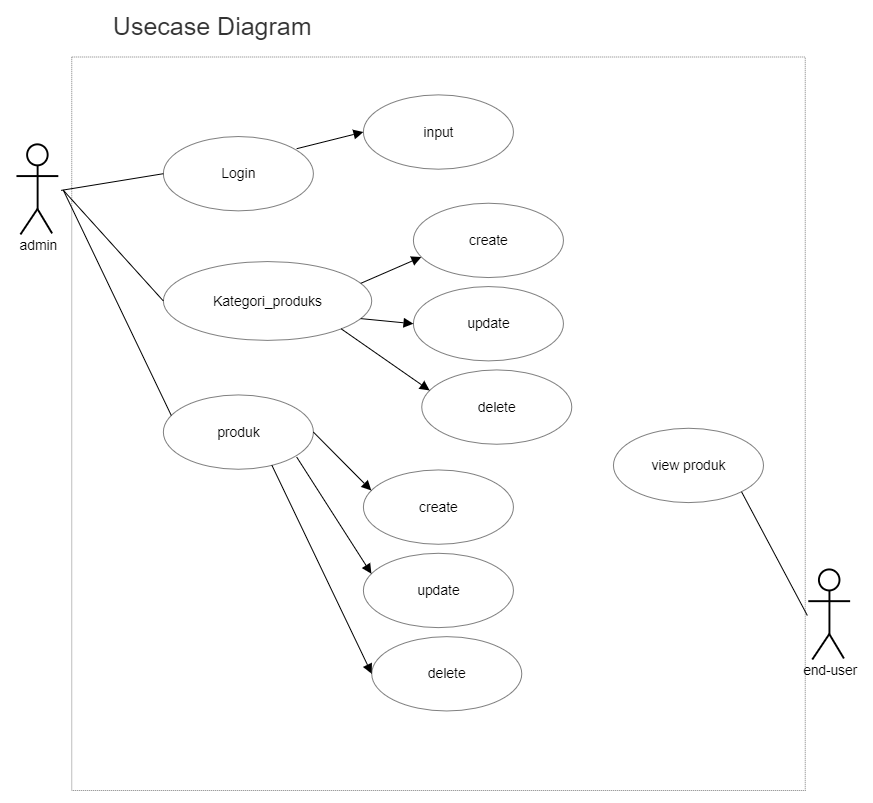 Usecase Diagram
input
Login
admin
create
Kategori_produks
update
delete
produk
view produk
create
update
delete
end-user